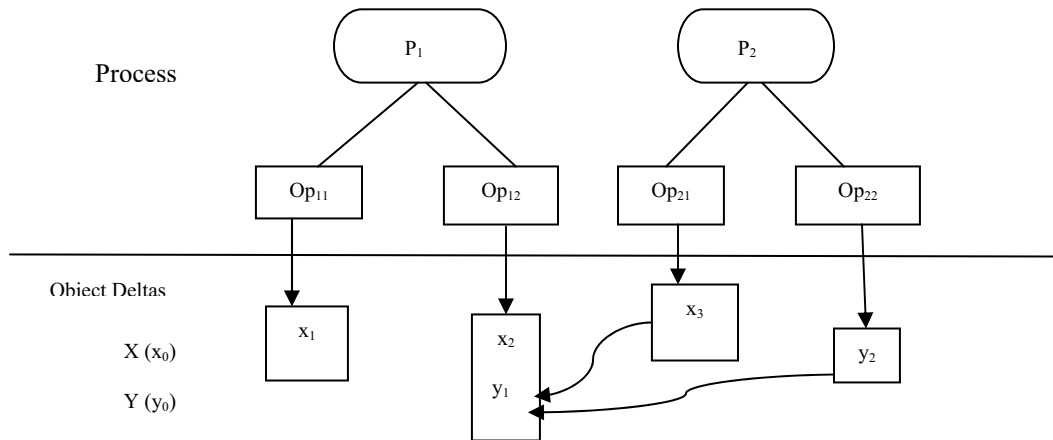 P₁ P₂
Process
Op₁₁ Op₁₂ Op₂₁ Op₂₂
Object Deltas
x₁ x₂ x₃
X (x₀) y₂
y₁
Y (y₀)